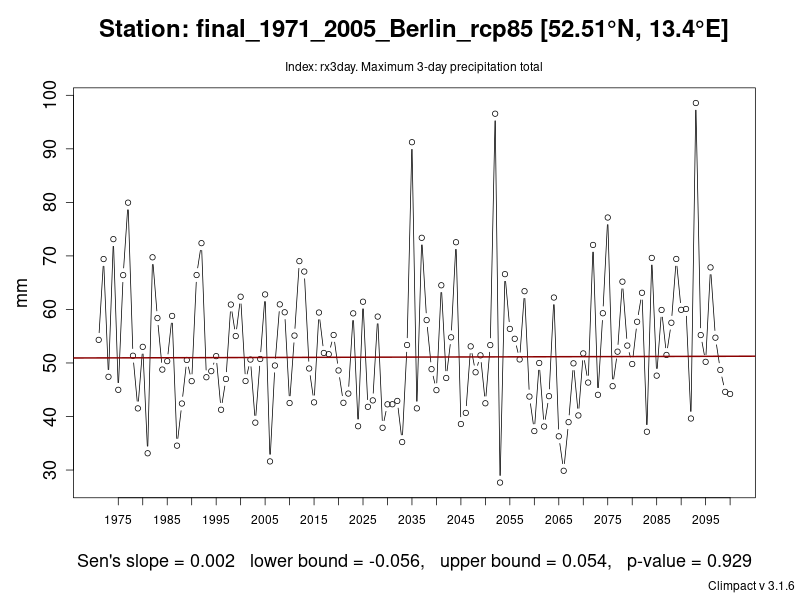 Station: final_1971_2005_Berlin_rcp85 [52.51°N, 13.4°E]
Index: rx3day. Maximum 3-day precipitation total
100
90
80
70
60
50
40
30
mm
1975 1985 1995 2005 2015 2025 2035 2045 2055 2065 2075 2085 2095
Sen's slope = 0.002 lower bound = -0.056, upper bound = 0.054, p-value = 0.929
Climpact v 3.1.6